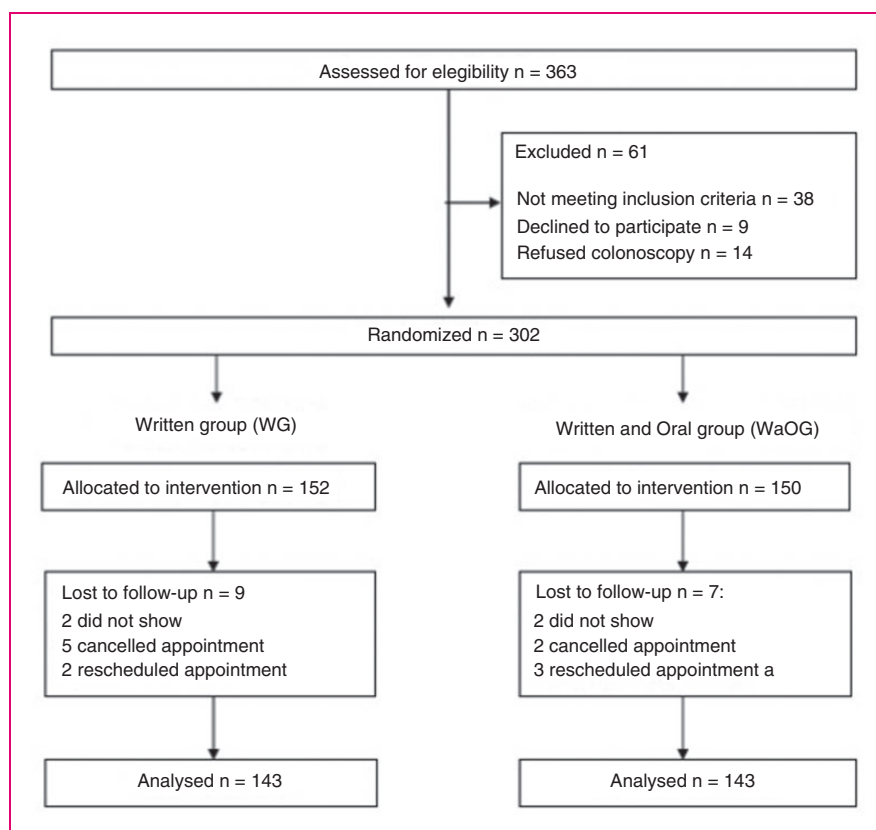 Assessed for elegibility n = 363
Excluded n = 61
Not meeting inclusion criteria n = 38
Declined to participate n = 9
Refused colonoscopy n = 14
Randomized n = 302
Written group (WG)
Written and Oral group (WaOG)
Allocated to intervention n = 152
Allocated to intervention n = 150
Lost to follow-up n = 9
2 did not show
5 cancelled appointment
2 rescheduled appointment
Lost to follow-up n = 7:
2 did not show
2 cancelled appointment
3 rescheduled appointment a
Analysed n = 143
Analysed n = 143